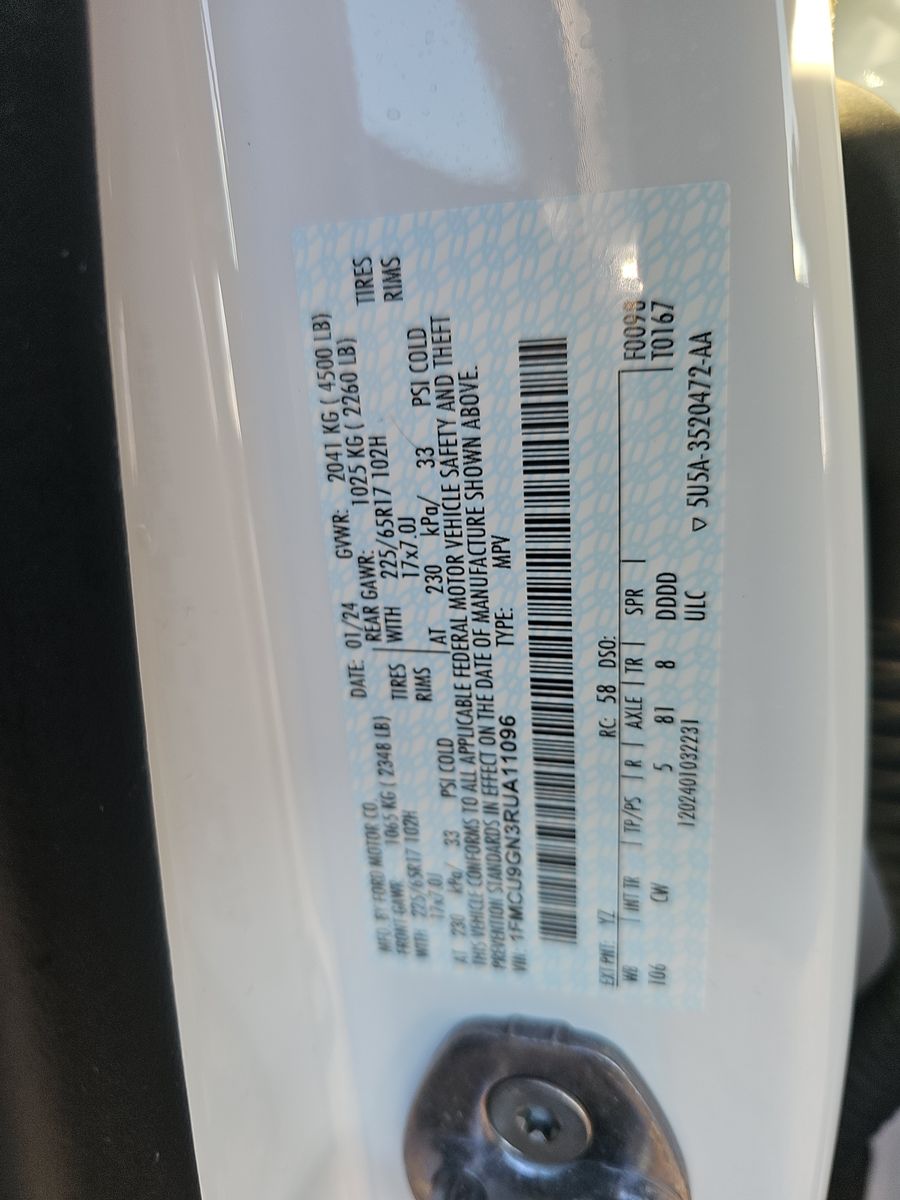 MFD. BY FORD MOTOR CO.
DATE: 01/24 GVWR: 2041 KG ( 4500 LB)
FRONT GAWR: 1065 KG ( 2348 LB) REAR GAWR: 1025 KG ( 2260 LB)
WITH 225/65R17 102H TIRES WITH 225/65R17 102H TIRES
17x7.0J RIMS 17x7.0J RIMS
AT 230 kPa/ 33 PSI COLD AT 230 kPa/ 33 PSI COLD
THIS VEHICLE CONFORMS TO ALL APPLICABLE FEDERAL MOTOR VEHICLE SAFETY AND THEFT
PREVENTION STANDARDS IN EFFECT ON THE DATE OF MANUFACTURE SHOWN ABOVE.
VIN: 1FMCU9GN3RUA11096 TYPE: MPV
EXT PNT: YZ RC: 58 DSO:
WB INT TR TP/PS R AXLE TR SPR F0098
106 CW 5 81 8 DDDD T0167
1202401032231 ULC
▽ 5U5A-3520472-AA